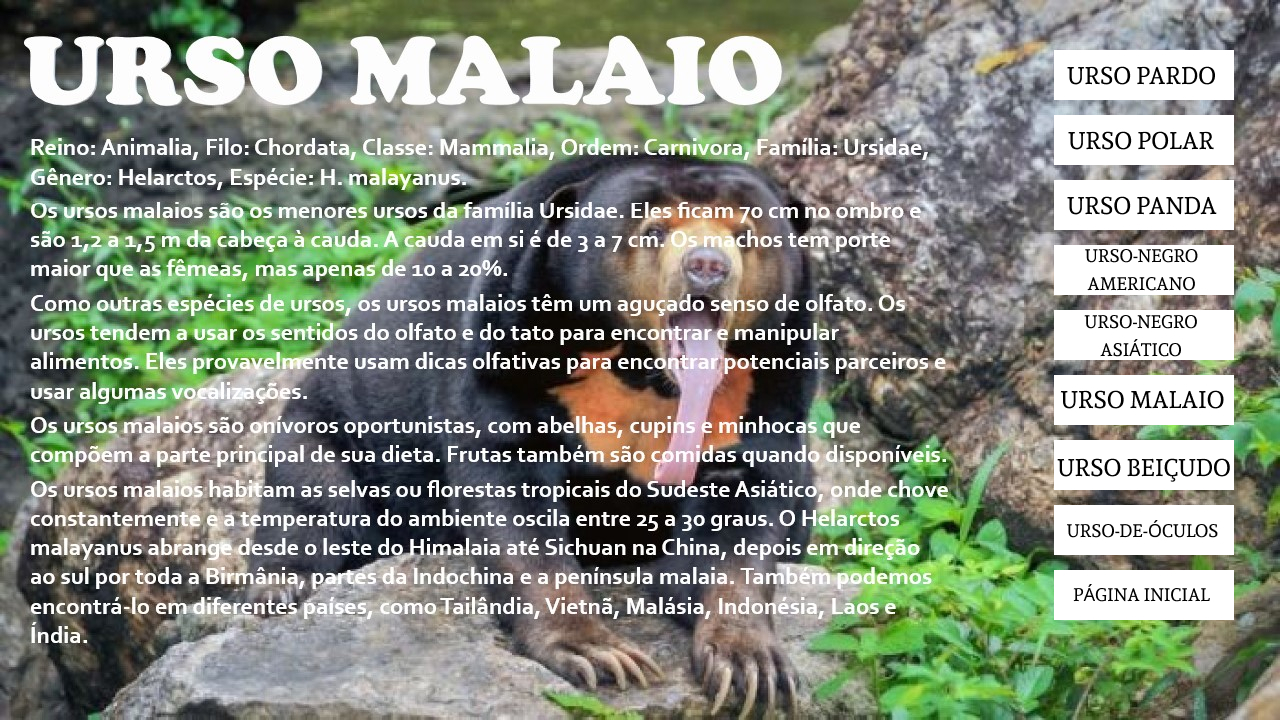 URSO MALAIO
Reino: Animalia, Filo: Chordata, Classe: Mammalia, Ordem: Carnivora, Família: Ursidae,
Gênero: Helarctos, Espécie: H. malayanus.
Os ursos malaios são os menores ursos da família Ursidae. Eles ficam 70 cm no ombro e
são 1,2 a 1,5 m da cabeça à cauda. A cauda em si é de 3 a 7 cm. Os machos tem porte
maior que as fêmeas, mas apenas de 10 a 20%.
Como outras espécies de ursos, os ursos malaios têm um aguçado senso de olfato. Os
ursos tendem a usar os sentidos do olfato e do tato para encontrar e manipular
alimentos. Eles provavelmente usam dicas olfativas para encontrar potenciais parceiros e
usar algumas vocalizações.
Os ursos malaios são onívoros oportunistas, com abelhas, cupins e minhocas que
compõem a parte principal de sua dieta. Frutas também são comidas quando disponíveis.
Os ursos malaios habitam as selvas ou florestas tropicais do Sudeste Asiático, onde chove
constantemente e a temperatura do ambiente oscila entre 25 a 30 graus. O Helarctos
malayanus abrange desde o leste do Himalaia até Sichuan na China, depois em direção
ao sul por toda a Birmânia, partes da Indochina e a península malaia. Também podemos
encontrá-lo em diferentes países, como Tailândia, Vietnã, Malásia, Indonésia, Laos e
Índia.
URSO PARDO
URSO POLAR
URSO PANDA
URSO-NEGRO
AMERICANO
URSO-NEGRO
ASIÁTICO
URSO MALAIO
URSO BEIÇUDO
URSO-DE-ÓCULOS
PÁGINA INICIAL